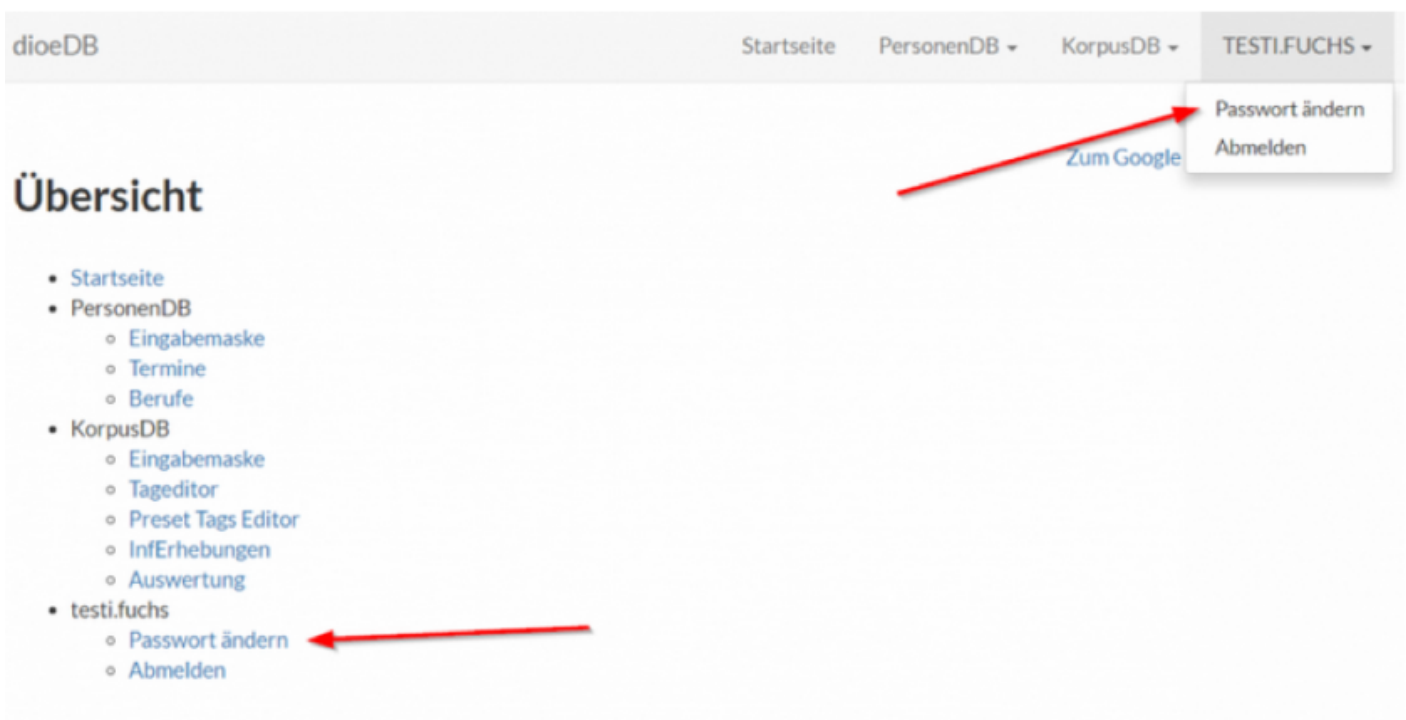 dioeDB Startseite PersonenDB KorpusDB TESTI.FUCHS
Passwort ändern
Zum Google Abmelden
Übersicht
Startseite
PersonenDB
Eingabemaske
Termine
Berufe
KorpusDB
Eingabemaske
Tageditor
Preset Tags Editor
InfErhebungen
Auswertung
testi.fuchs
Passwort ändern
Abmelden